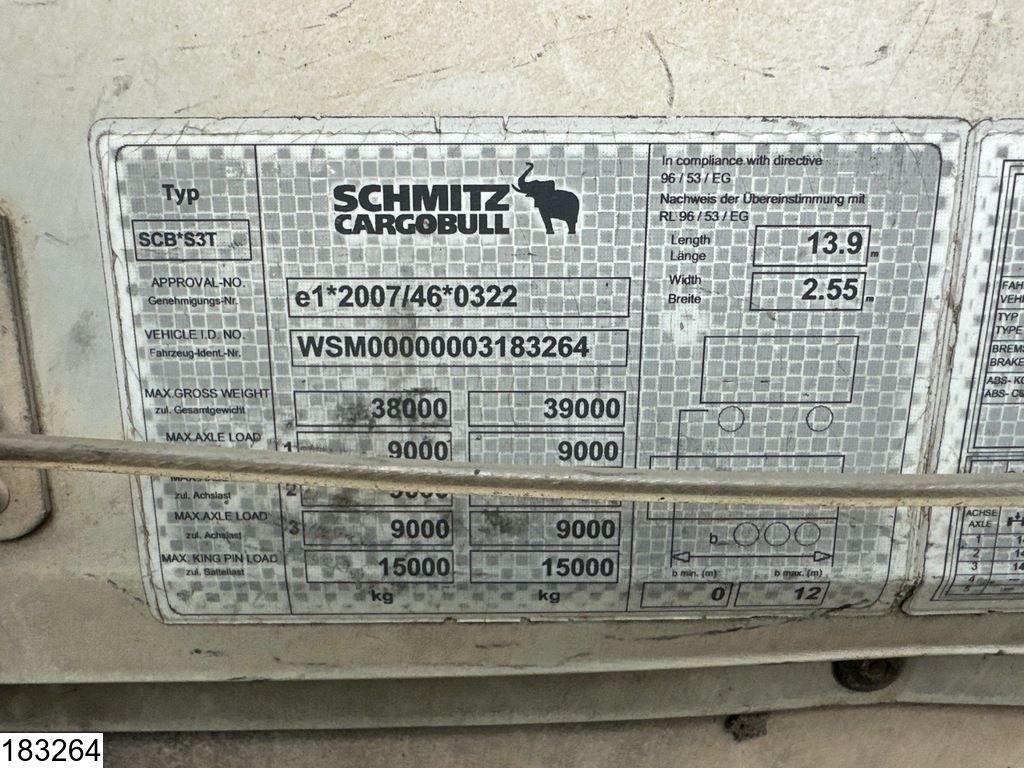 Typ
SCB*S3T
SCHMITZ
CARGOBULL
APPROVAL-NO.
Genehmigungs-Nr.
e1*2007/46*0322
VEHICLE I.D. NO.
Fahrzeug-Ident.-Nr.
WSM00000003183264
MAX.GROSS WEIGHT
zul. Gesamtgewicht
38000 39000
MAX.AXLE LOAD
1 9000 9000
zul. Achslast
2 9000
MAX.AXLE LOAD
zul. Achslast
3 9000 9000
MAX. KING PIN LOAD
zul. Sattellast
15000 15000
kg kg
In compliance with directive
96 / 53 / EG
Nachweis der Übereinstimmung mit
RL 96 / 53 / EG
Length
Länge
13.9 m
Width
Breite
2.55 m
b
b min. (m) b max. (m)
0 12
TYP
TYPE
ABS- CU
ACHSE
AXLE
1
2
3
4
183264